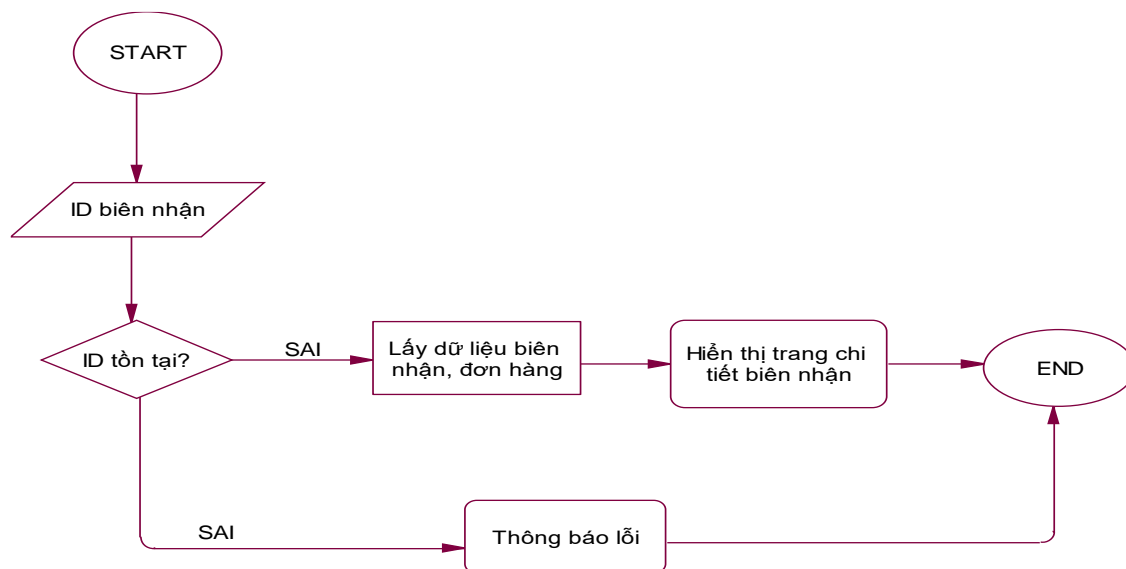 START
ID biên nhận
ID tồn tại?
SAI
Lấy dữ liệu biên
nhận, đơn hàng
Hiển thị trang chi
tiết biên nhận
END
SAI
Thông báo lỗi